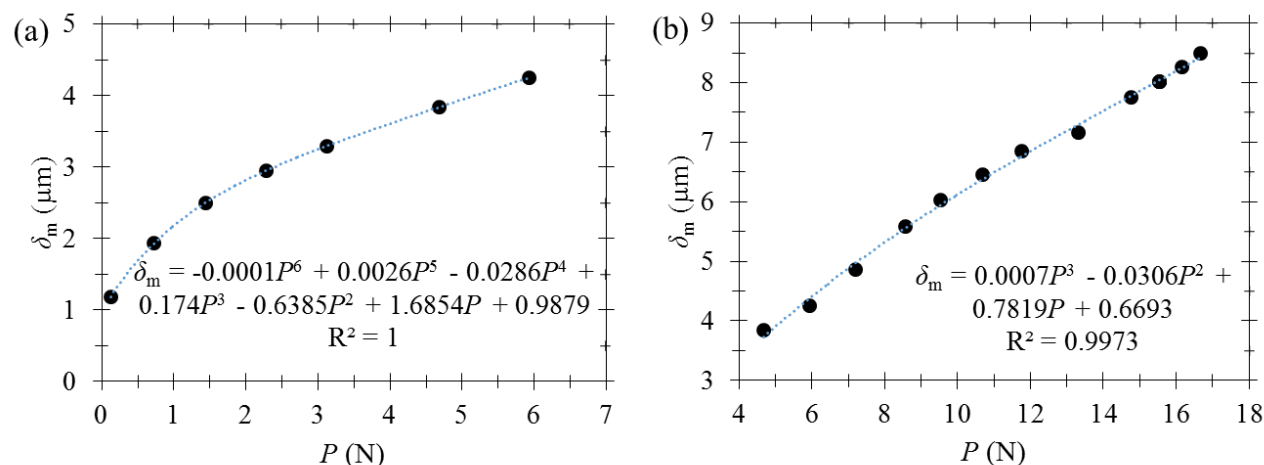 (a)
5
4
3
2
1
0
δm (μm)
δm = -0.0001P⁶ + 0.0026P⁵ - 0.0286P⁴ +
0.174P³ - 0.6385P² + 1.6854P + 0.9879
R² = 1
0 1 2 3 4 5 6 7
P (N)
(b)
9
8
7
6
5
4
3
δm (μm)
δm = 0.0007P³ - 0.0306P² +
0.7819P + 0.6693
R² = 0.9973
4 6 8 10 12 14 16 18
P (N)